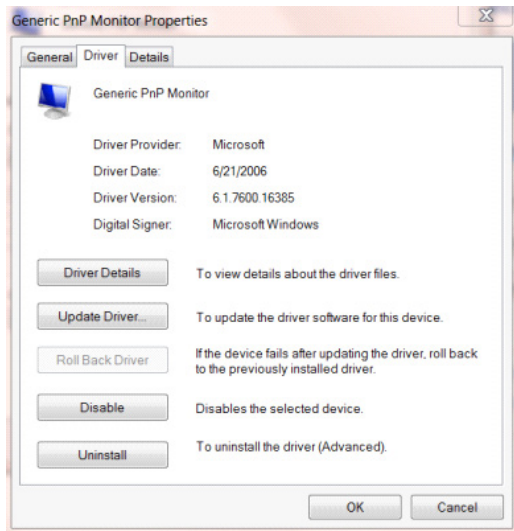 Generic PnP Monitor Properties
General Driver Details
Generic PnP Monitor
Driver Provider: Microsoft
Driver Date: 6/21/2006
Driver Version: 6.1.7600.16385
Digital Signer: Microsoft Windows
Driver Details To view details about the driver files.
Update Driver... To update the driver software for this device.
Roll Back Driver If the device fails after updating the driver, roll back
to the previously installed driver.
Disable Disables the selected device.
Uninstall To uninstall the driver (Advanced).
OK Cancel